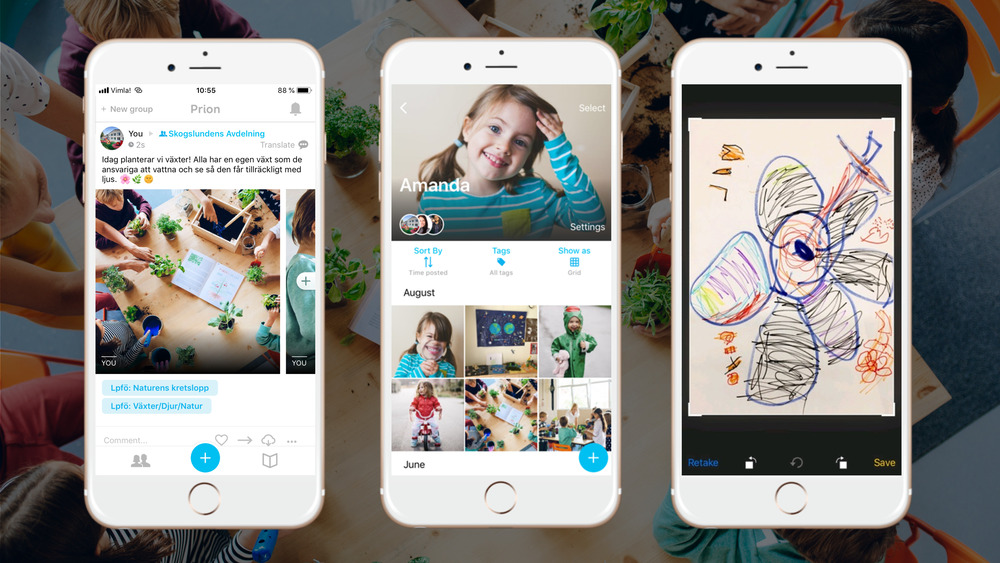 Vimla!
10:55
88 %
+ New group
Prion
You
Skogslundens Avdelning
2s
Translate
Idag planterar vi växter! Alla har en egen växt som de
ansvariga att vattna och se så den får tillräckligt med
ljus.
YOU
YOU
Lpfö: Naturens kretslopp
Lpfö: Växter/Djur/Natur
Comment...
Select
Amanda
Settings
Sort By
Tags
Show as
Time posted
All tags
Grid
August
June
Retake
Save